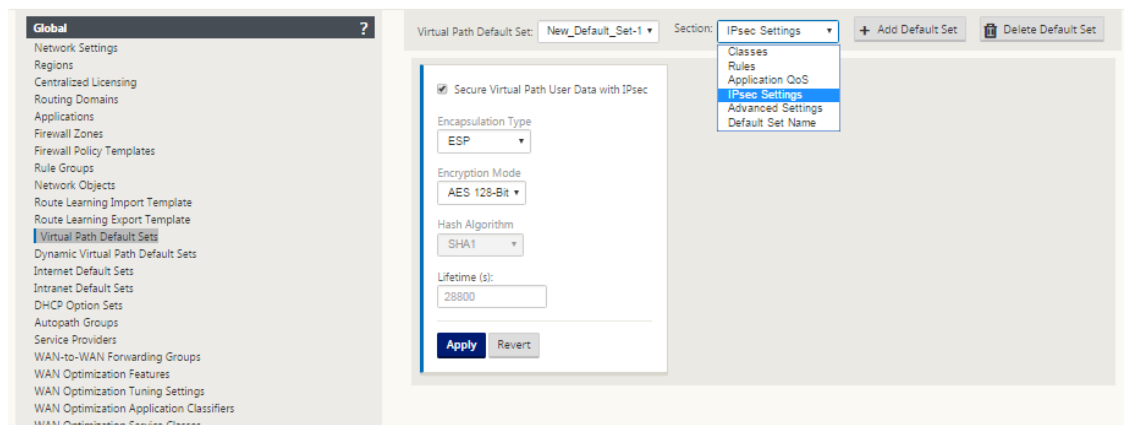 Global ?
Network Settings
Regions
Centralized Licensing
Routing Domains
Applications
Firewall Zones
Firewall Policy Templates
Rule Groups
Network Objects
Route Learning Import Template
Route Learning Export Template
Virtual Path Default Sets
Dynamic Virtual Path Default Sets
Internet Default Sets
Intranet Default Sets
DHCP Option Sets
Autopath Groups
Service Providers
WAN-to-WAN Forwarding Groups
WAN Optimization Features
WAN Optimization Tuning Settings
WAN Optimization Application Classifiers
WAN Optimization Service Classes
Virtual Path Default Set: New_Default_Set-1 Section: IPsec Settings + Add Default Set Delete Default Set
Classes
Rules
Application QoS
IPsec Settings
Advanced Settings
Default Set Name
Secure Virtual Path User Data with IPsec
Encapsulation Type
ESP
Encryption Mode
AES 128-Bit
Hash Algorithm
SHA1
Lifetime (s):
28800
Apply Revert